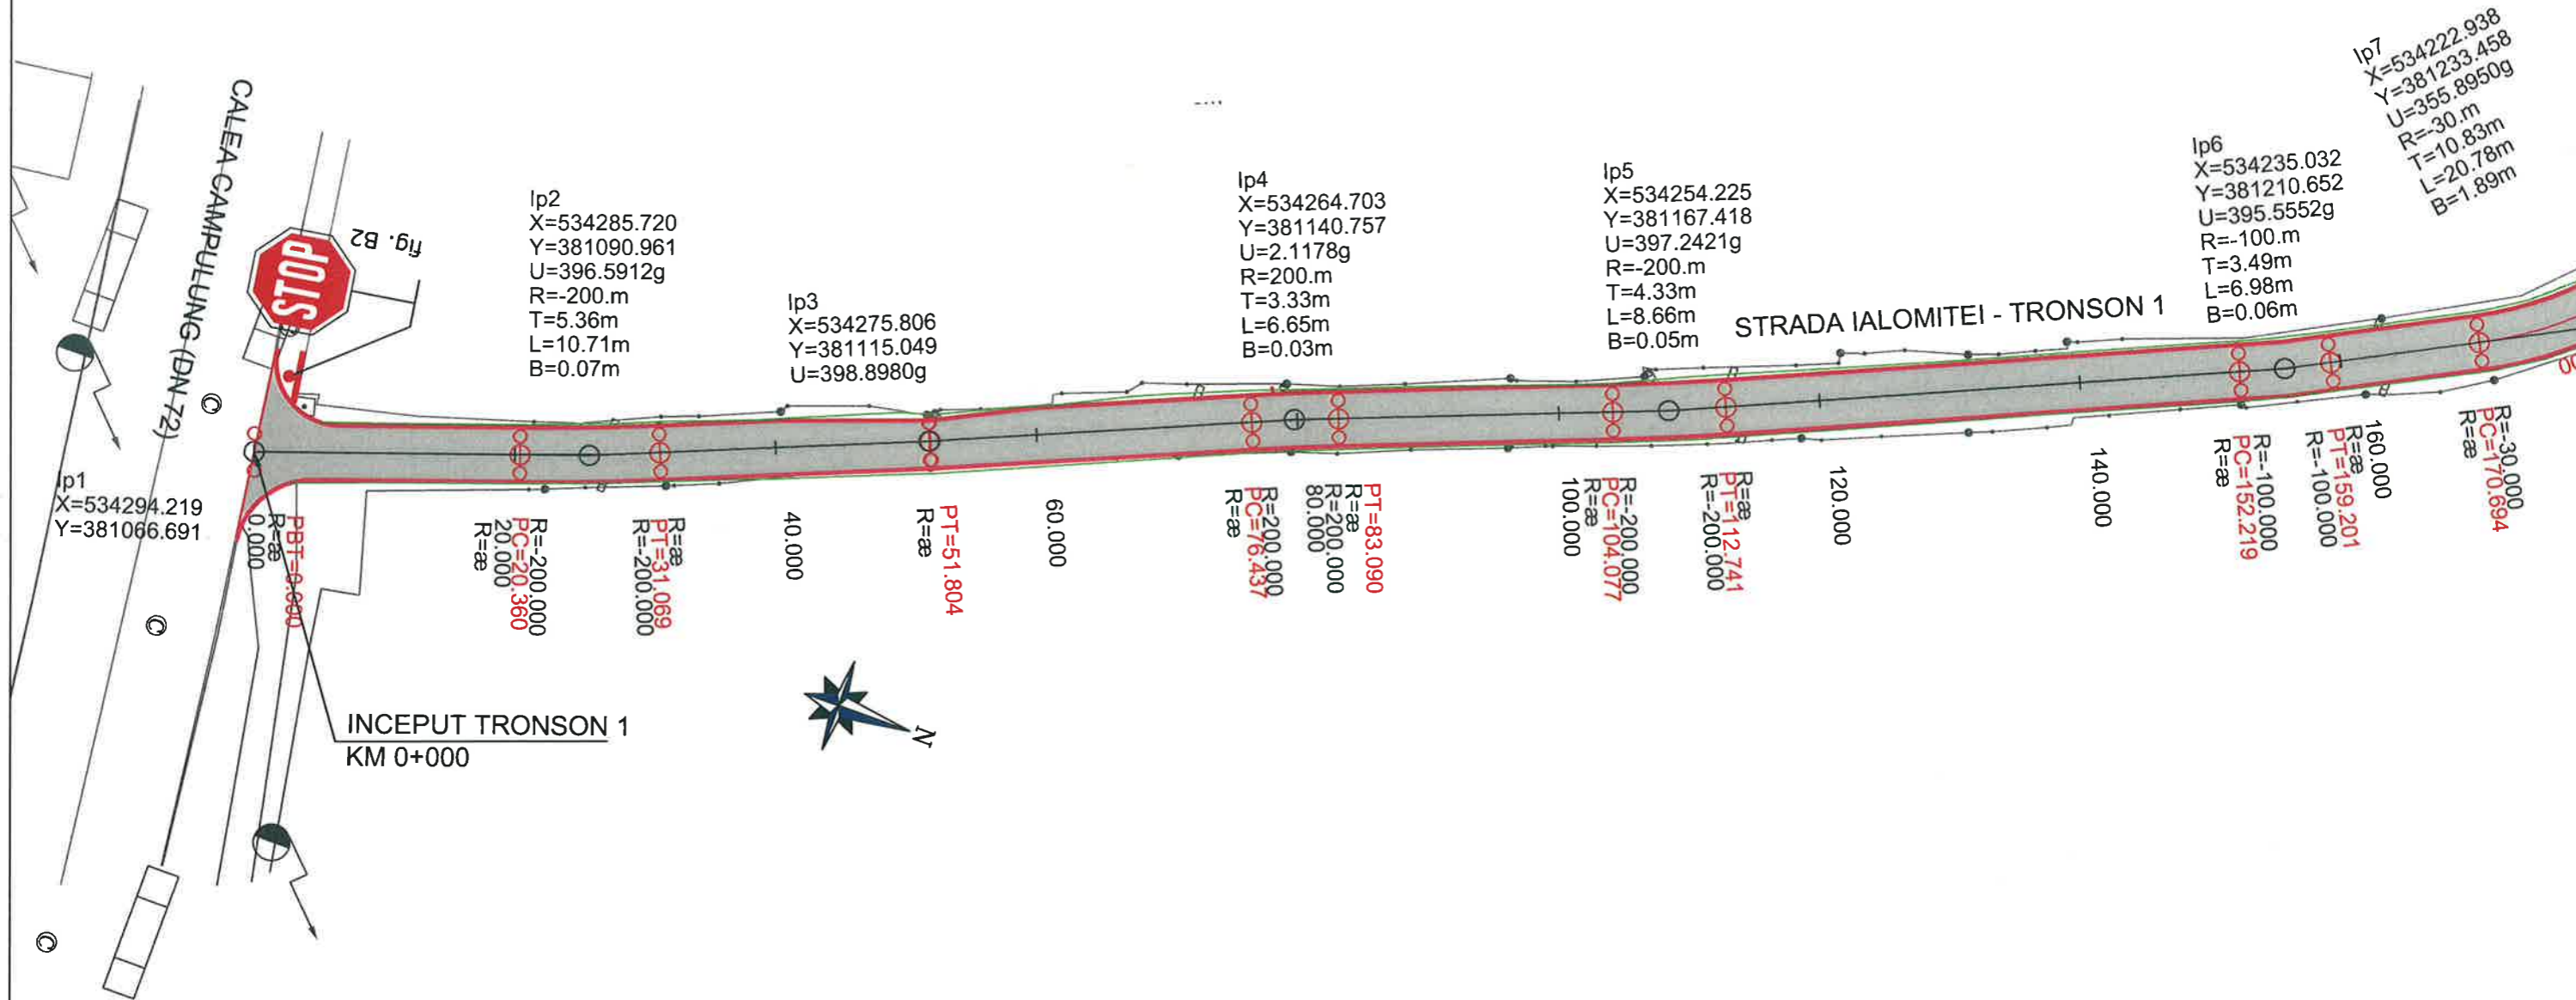 CALEA CAMPULUNG (DN 72)
STOP
fig. B2
Ip1
X=534294.219
Y=381066.691
Ip2
X=534285.720
Y=381090.961
U=396.5912g
R=-200.m
T=5.36m
L=10.71m
B=0.07m
Ip3
X=534275.806
Y=381115.049
U=398.8980g
Ip4
X=534264.703
Y=381140.757
U=2.1178g
R=200.m
T=3.33m
L=6.65m
B=0.03m
Ip5
X=534254.225
Y=381167.418
U=397.2421g
R=-200.m
T=4.33m
L=8.66m
B=0.05m
STRADA IALOMITEI - TRONSON 1
Ip6
X=534235.032
Y=381210.652
U=395.5552g
R=-100.m
T=3.49m
L=6.98m
B=0.06m
Ip7
X=534222.938
Y=381233.458
U=355.8950g
R=-30.m
T=10.83m
L=20.78m
B=1.89m
PBT=0.000
R=æ
0.000
R=-200.000
PC=20.360
20.000
R=æ
R=æ
PT=31.069
R=-200.000
40.000
PT=51.804
R=æ
60.000
R=200.000
PC=76.437
R=æ
PT=83.090
R=æ
R=200.000
80.000
100.000
R=-200.000
PC=104.077
R=æ
R=æ
PT=112.741
R=-200.000
120.000
140.000
R=-100.000
PC=152.219
R=æ
160.000
R=æ
PT=159.201
R=-100.000
R=-30.000
PC=170.694
R=æ
INCEPUT TRONSON 1
KM 0+000
N
C
C
C